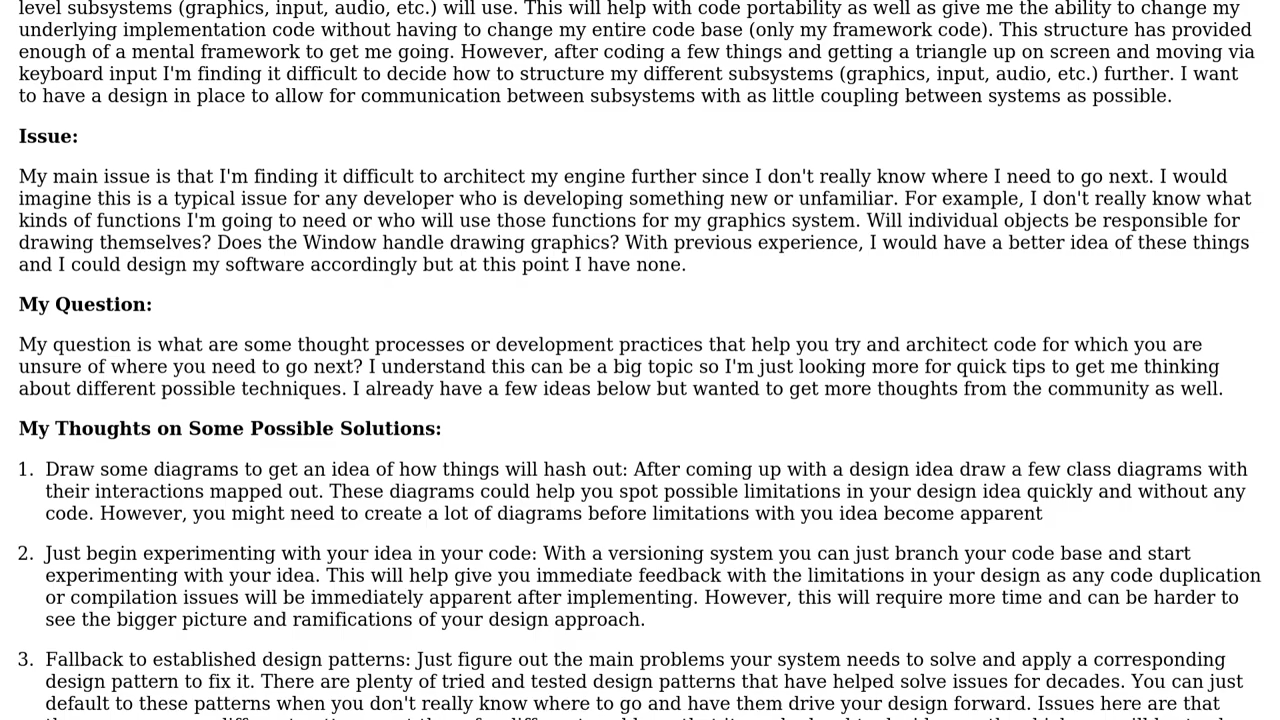 level subsystems (graphics, input, audio, etc.) will use. This will help with code portability as well as give me the ability to change my
underlying implementation code without having to change my entire code base (only my framework code). This structure has provided
enough of a mental framework to get me going. However, after coding a few things and getting a triangle up on screen and moving via
keyboard input I'm finding it difficult to decide how to structure my different subsystems (graphics, input, audio, etc.) further. I want
to have a design in place to allow for communication between subsystems with as little coupling between systems as possible.
Issue:
My main issue is that I'm finding it difficult to architect my engine further since I don't really know where I need to go next. I would
imagine this is a typical issue for any developer who is developing something new or unfamiliar. For example, I don't really know what
kinds of functions I'm going to need or who will use those functions for my graphics system. Will individual objects be responsible for
drawing themselves? Does the Window handle drawing graphics? With previous experience, I would have a better idea of these things
and I could design my software accordingly but at this point I have none.
My Question:
My question is what are some thought processes or development practices that help you try and architect code for which you are
unsure of where you need to go next? I understand this can be a big topic so I'm just looking more for quick tips to get me thinking
about different possible techniques. I already have a few ideas below but wanted to get more thoughts from the community as well.
My Thoughts on Some Possible Solutions:
1. Draw some diagrams to get an idea of how things will hash out: After coming up with a design idea draw a few class diagrams with
their interactions mapped out. These diagrams could help you spot possible limitations in your design idea quickly and without any
code. However, you might need to create a lot of diagrams before limitations with you idea become apparent
2. Just begin experimenting with your idea in your code: With a versioning system you can just branch your code base and start
experimenting with your idea. This will help give you immediate feedback with the limitations in your design as any code duplication
or compilation issues will be immediately apparent after implementing. However, this will require more time and can be harder to
see the bigger picture and ramifications of your design approach.
3. Fallback to established design patterns: Just figure out the main problems your system needs to solve and apply a corresponding
design pattern to fix it. There are plenty of tried and tested design patterns that have helped solve issues for decades. You can just
default to these patterns when you don't really know where to go and have them drive your design forward. Issues here are that